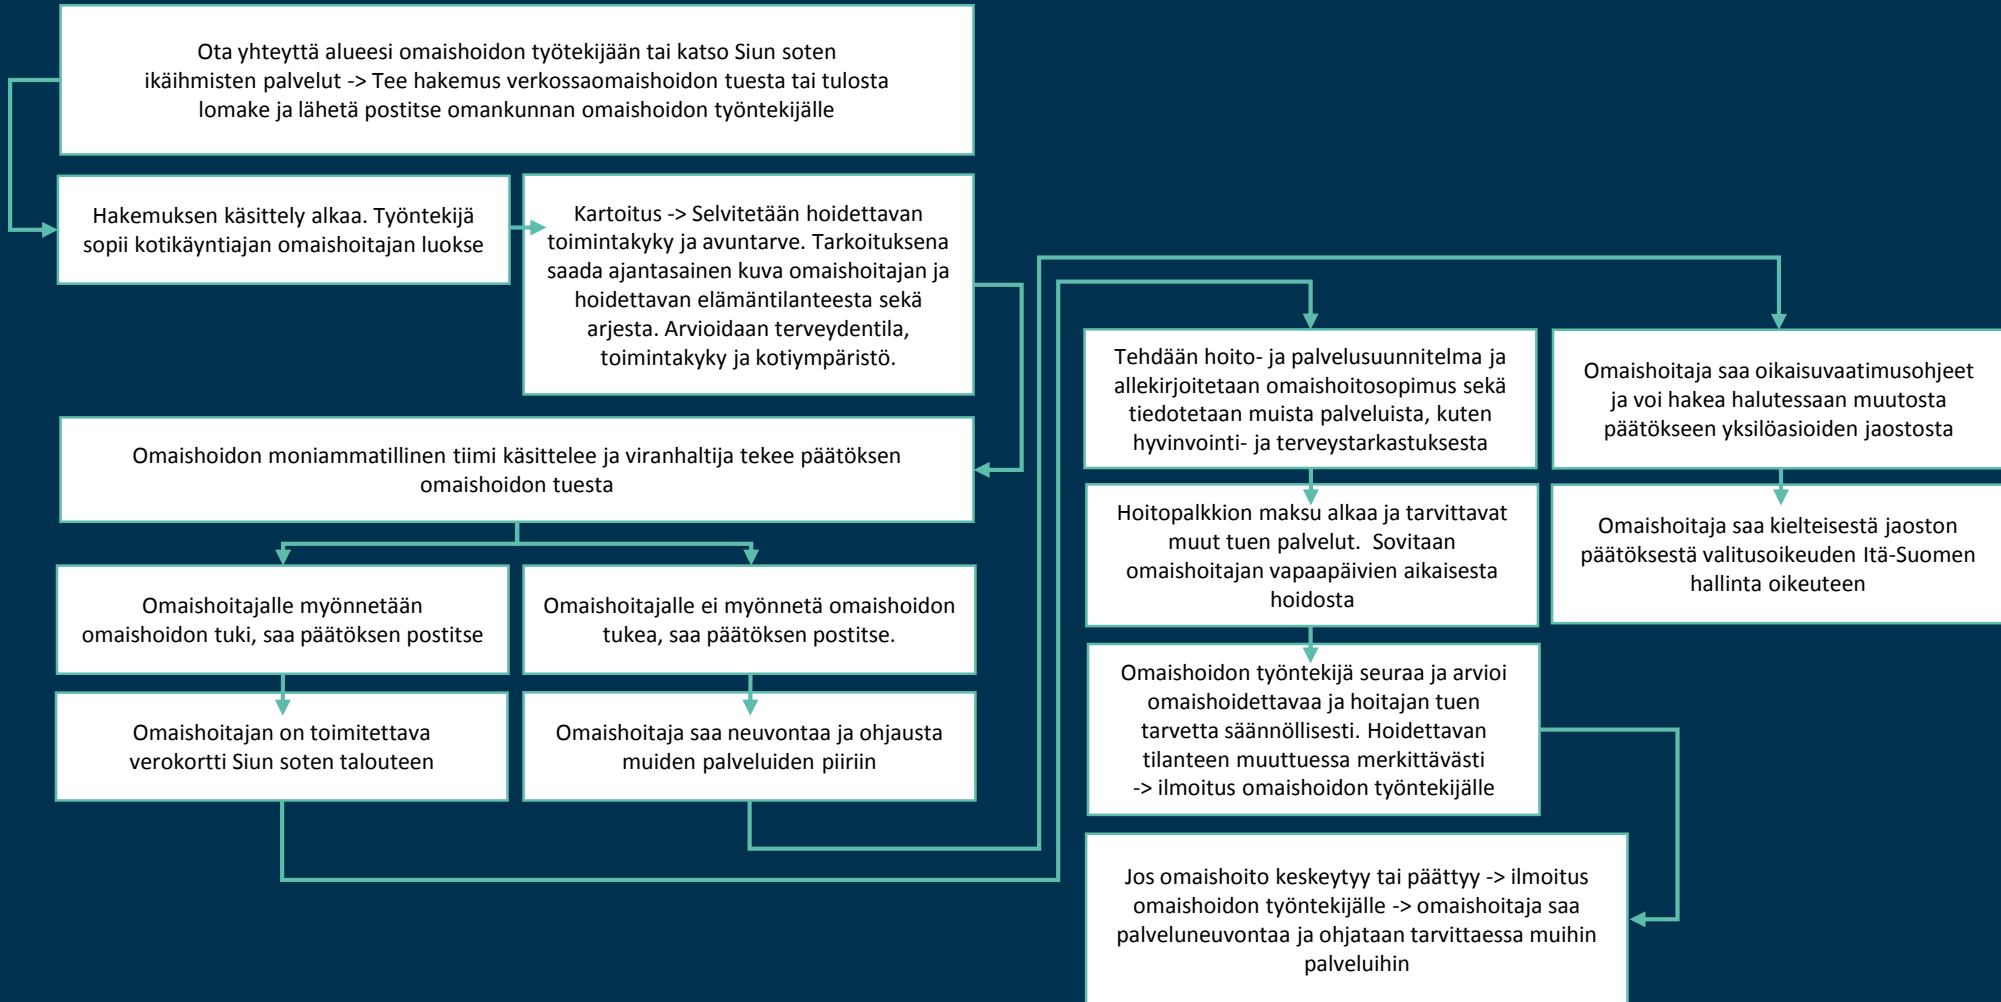 Ota yhteyttä alueesi omaishoidon työtekijään tai katso Siun soten
ikäihmisten palvelut -> Tee hakemus verkossaomaishoidon tuesta tai tulosta
lomake ja lähetä postitse omankunnan omaishoidon työntekijälle
Hakemuksen käsittely alkaa. Työntekijä
sopii kotikäyntiajan omaishoitajan luokse
Kartoitus -> Selvitetään hoidettavan
toimintakyky ja avuntarve. Tarkoituksena
saada ajantasainen kuva omaishoitajan ja
hoidettavan elämäntilanteesta sekä
arjesta. Arvioidaan terveydentila,
toimintakyky ja kotiympäristö.
Omaishoidon moniammatillinen tiimi käsittelee ja viranhaltija tekee päätöksen
omaishoidon tuesta
Omaishoitajalle myönnetään
omaishoidon tuki, saa päätöksen postitse
Omaishoitajalle ei myönnetä omaishoidon
tukea, saa päätöksen postitse.
Omaishoitajan on toimitettava
verokortti Siun soten talouteen
Omaishoitaja saa neuvontaa ja ohjausta
muiden palveluiden piiriin
Tehdään hoito- ja palvelusuunnitelma ja
allekirjoitetaan omaishoitosopimus sekä
tiedotetaan muista palveluista, kuten
hyvinvointi- ja terveystarkastuksesta
Hoitopalkkion maksu alkaa ja tarvittavat
muut tuen palvelut.  Sovitaan
omaishoitajan vapaapäivien aikaisesta
hoidosta
Omaishoidon työntekijä seuraa ja arvioi
omaishoidettavaa ja hoitajan tuen
tarvetta säännöllisesti. Hoidettavan
tilanteen muuttuessa merkittävästi
-> ilmoitus omaishoidon työntekijälle
Jos omaishoito keskeytyy tai päättyy -> ilmoitus
omaishoidon työntekijälle -> omaishoitaja saa
palveluneuvontaa ja ohjataan tarvittaessa muihin
palveluihin
Omaishoitaja saa oikaisuvaatimusohjeet
ja voi hakea halutessaan muutosta
päätökseen yksilöasioiden jaostosta
Omaishoitaja saa kielteisestä jaoston
päätöksestä valitusoikeuden Itä-Suomen
hallinta oikeuteen